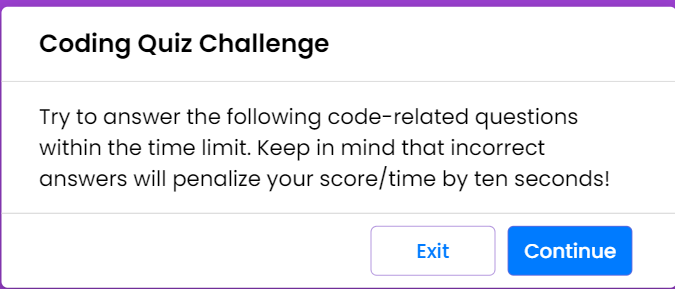 Coding Quiz Challenge
Try to answer the following code-related questions
within the time limit. Keep in mind that incorrect
answers will penalize your score/time by ten seconds!
Exit
Continue